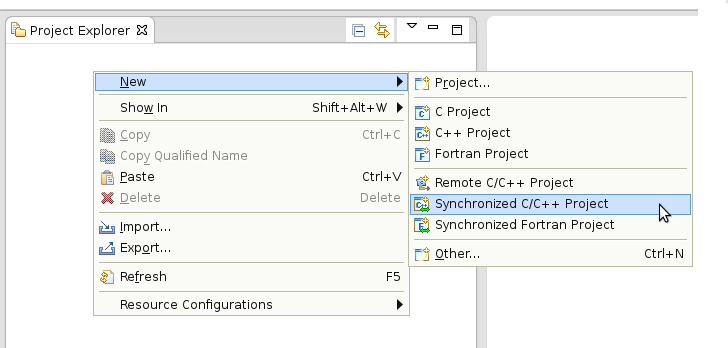 Project Explorer
New
Show In Shift+Alt+W
Copy Ctrl+C
Copy Qualified Name
Paste Ctrl+V
Delete Delete
Import...
Export...
Refresh F5
Resource Configurations
Project...
C Project
C++ Project
Fortran Project
Remote C/C++ Project
Synchronized C/C++ Project
Synchronized Fortran Project
Other... Ctrl+N